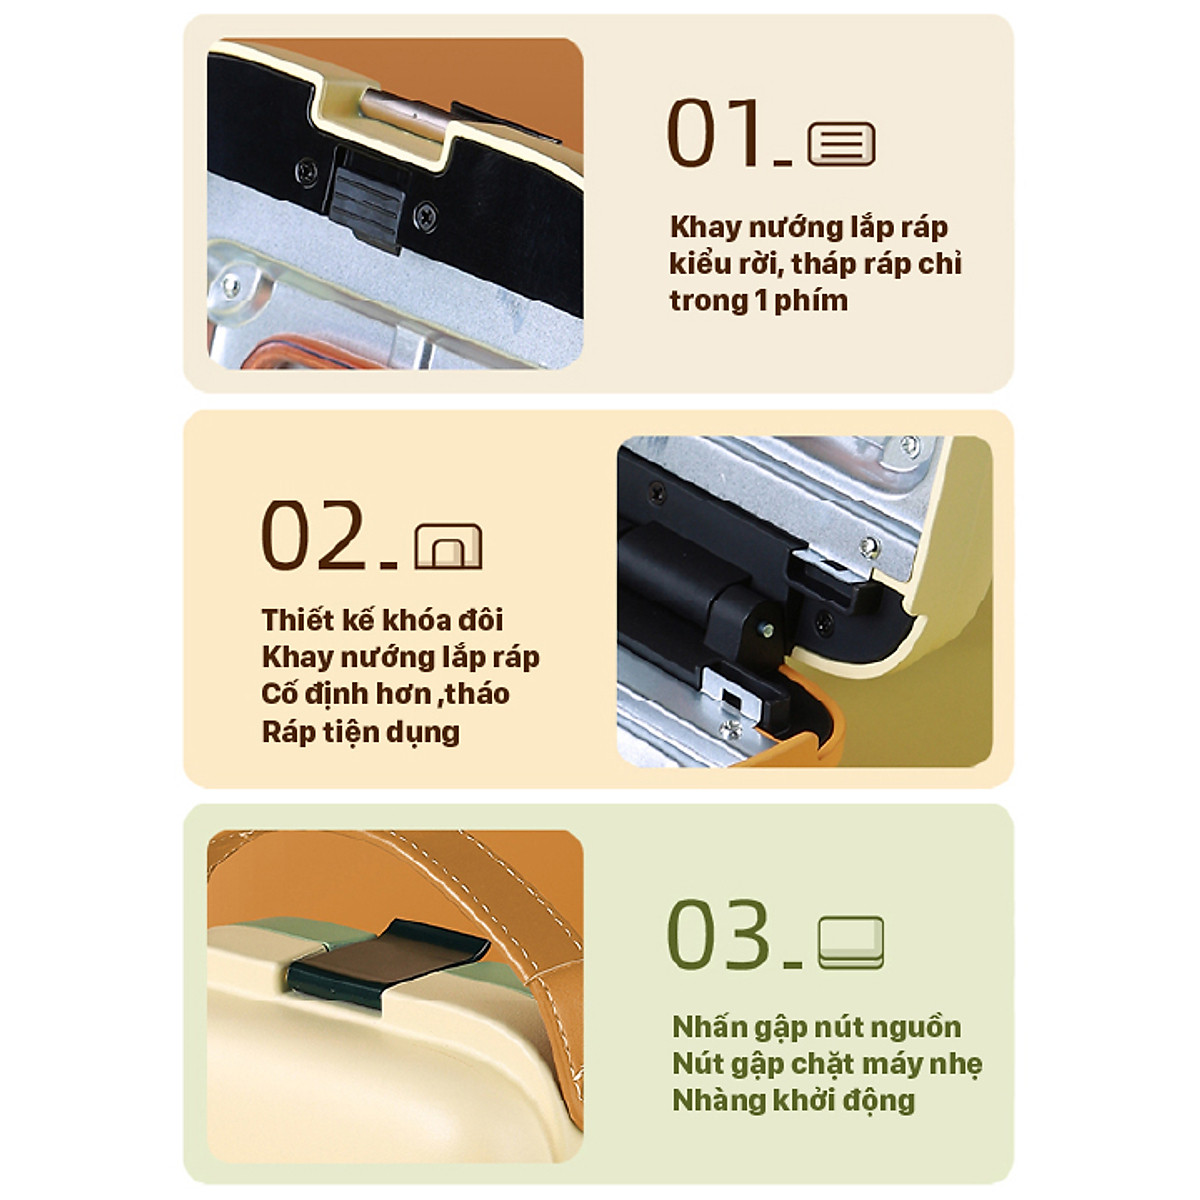 01_
Khay nướng lắp ráp
kiểu rời, tháp ráp chỉ
trong 1 phím
02_
Thiết kế khóa đôi
Khay nướng lắp ráp
Cố định hơn ,tháo
Ráp tiện dụng
03_
Nhấn gập nút nguồn
Nút gập chặt máy nhẹ
Nhàng khởi động